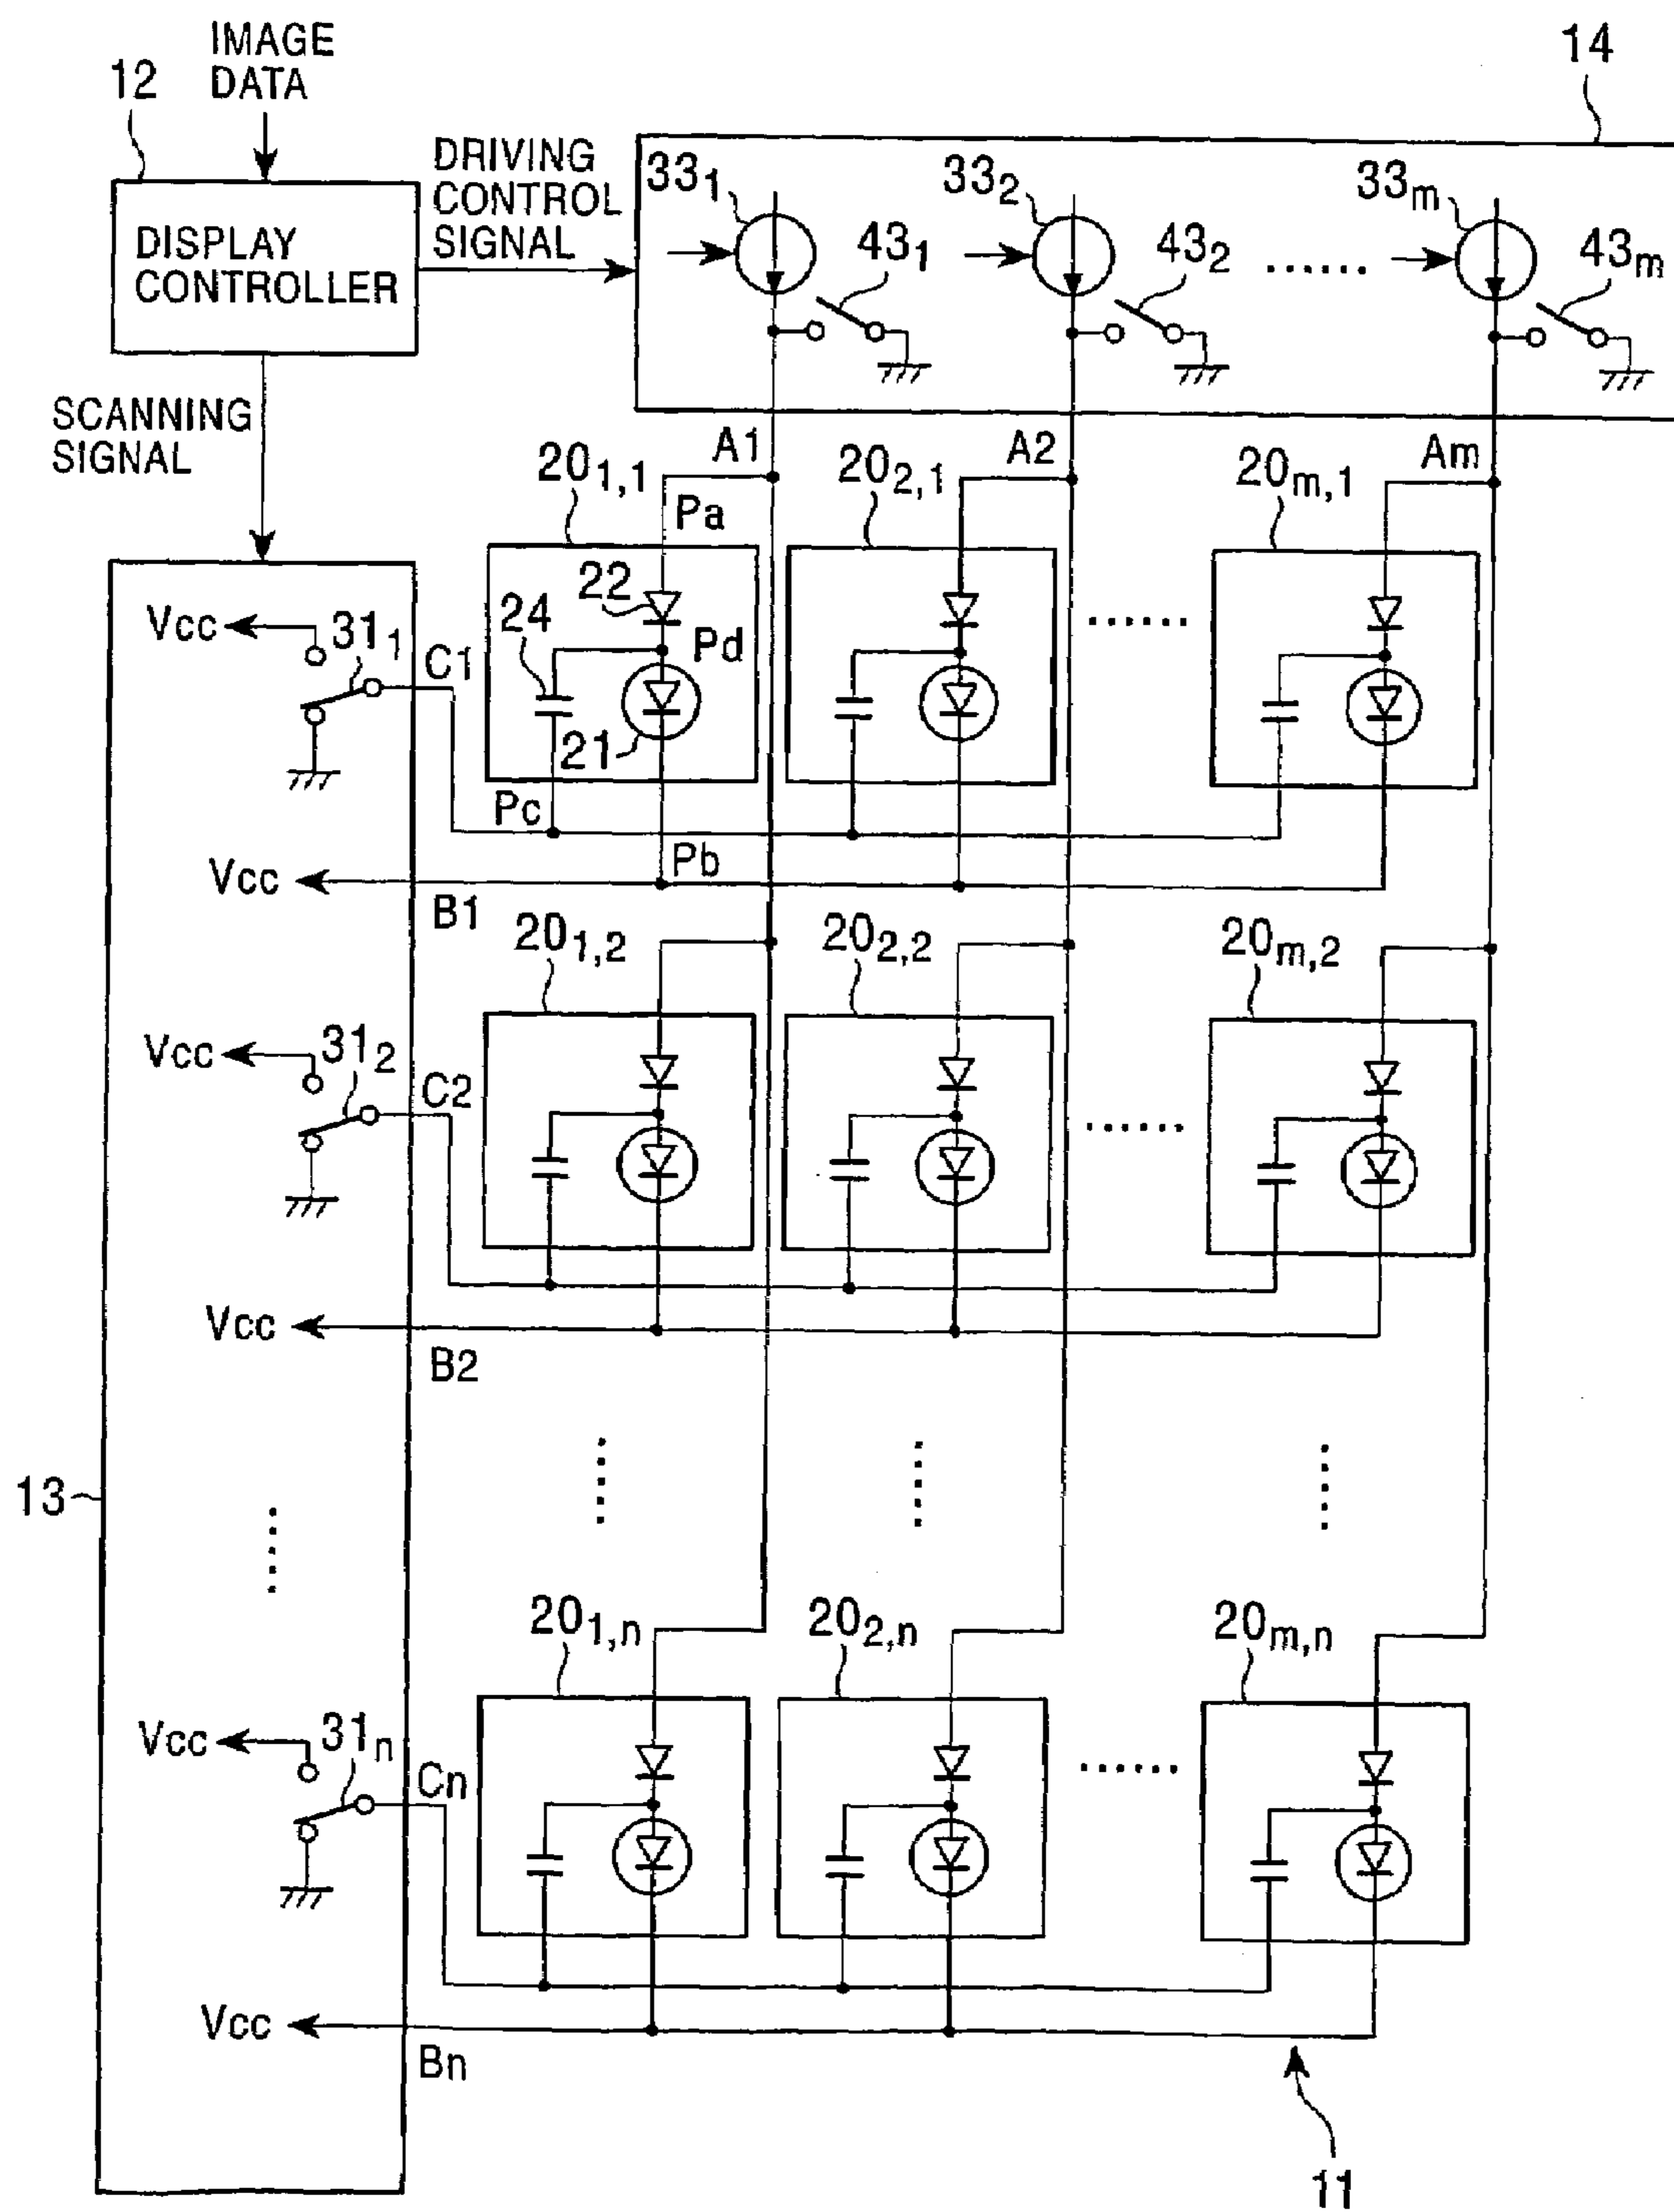 IMAGE
DATA
12
14
DISPLAY
CONTROLLER
DRIVING
CONTROL
SIGNAL
33₁
43₁
33₂
43₂
......
33ₘ
43ₘ
SCANNING
SIGNAL
A1
A2
Am
20₁,₁
20₂,₁
20ₘ,₁
Pa
22
24
Pd
21
Pc
Pb
......
Vcc
31₁
C1
Vcc
B1
20₁,₂
20₂,₂
20ₘ,₂
Vcc
31₂
C2
......
Vcc
B2
13
20₁,ₙ
20₂,ₙ
20ₘ,ₙ
Vcc
31ₙ
Cn
......
Vcc
Bn
11